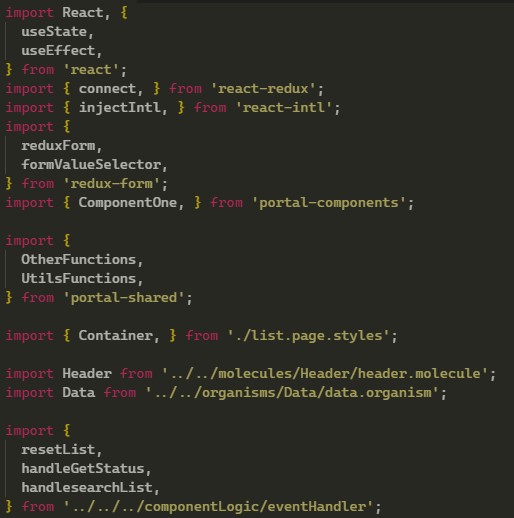 import React, {
  useState,
  useEffect,
} from 'react';
import { connect, } from 'react-redux';
import { injectIntl, } from 'react-intl';
import {
  reduxForm,
  formValueSelector,
} from 'redux-form';
import { ComponentOne, } from 'portal-components';

import {
  OtherFunctions,
  UtilsFunctions,
} from 'portal-shared';

import { Container, } from './list.page.styles';

import Header from '../../molecules/Header/header.molecule';
import Data from '../../organisms/Data/data.organism';

import {
  resetList,
  handleGetStatus,
  handlesearchList,
} from '../../../componentLogic/eventHandler';